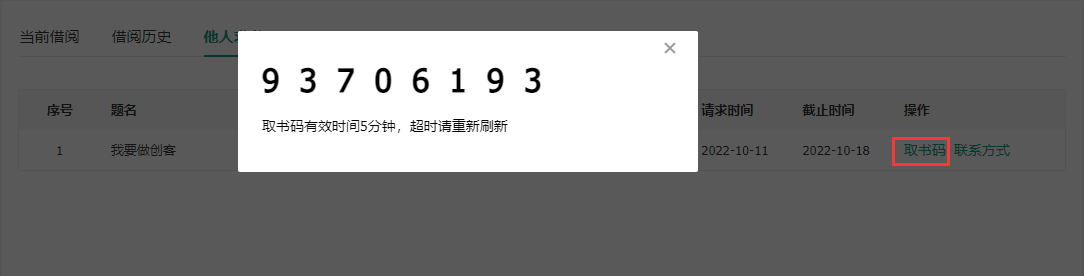 当前借阅 借阅历史 他人
9 3 7 0 6 1 9 3
取书码有效时间5分钟，超时请重新刷新
序号 题名 请求时间 截止时间 操作
1 我要做创客 2022-10-11 2022-10-18 取书码 联系方式